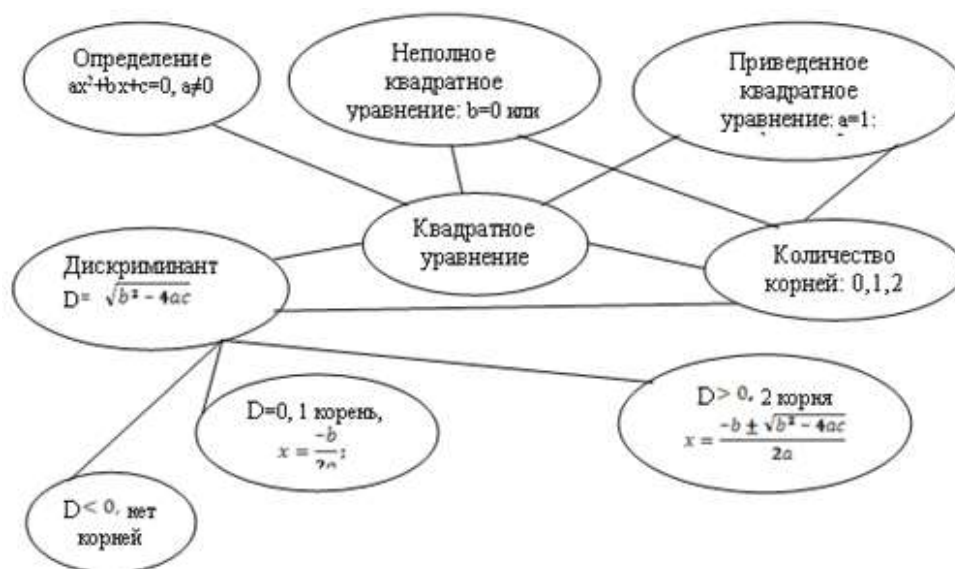 Определение
ax²+bx+c=0, a≠0
Неполное
квадратное
уравнение: b=0 или
Приведенное
квадратное
уравнение: a=1:
Квадратное
уравнение
Количество
корней: 0,1,2
Дискриминант
D= √(b² − 4ac)
D=0, 1 корень,
x = −b/2a;
D> 0, 2 корня
x = (−b ± √(b² − 4ac))/2a
D< 0, нет
корней